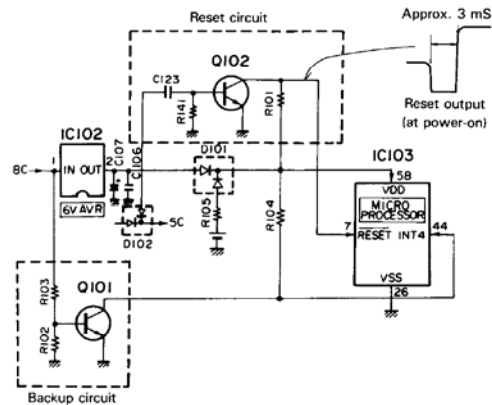 Reset circuit
Approx. 3 mS
Reset output
(at power-on)
Q102
C123
R141
R101
IC102
8C
IN OUT
2
6V AVR
C107
+
C106
D101
R105
D102
5C
R104
IC103
58
VDD
MICRO
PROCESSOR
7
RESET INT4
44
VSS
26
R103
R102
Q101
Backup circuit